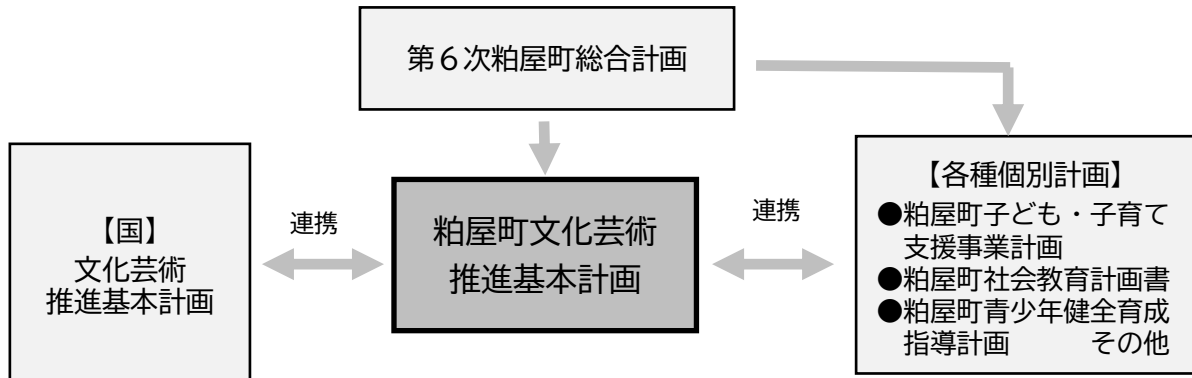 第６次粕屋町総合計画
【国】
文化芸術
推進基本計画
連携
粕屋町文化芸術
推進基本計画
連携
【各種個別計画】
●粕屋町子ども・子育て
支援事業計画
●粕屋町社会教育計画書
●粕屋町青少年健全育成
指導計画　　　その他